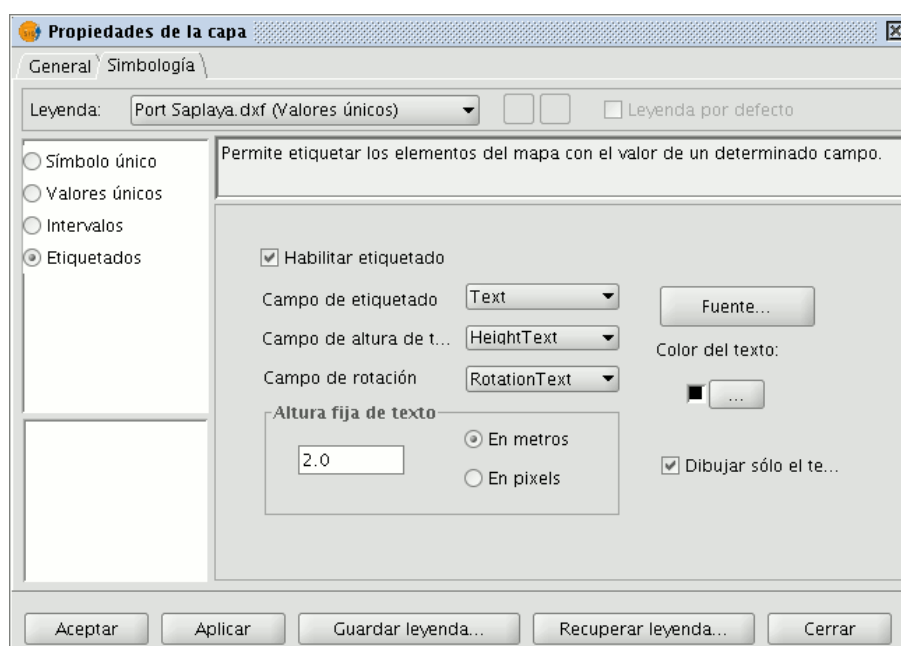 Propiedades de la capa
General Simbología
Leyenda: Port Saplaya.dxf (Valores únicos) Leyenda por defecto
Símbolo único
Valores únicos
Intervalos
Etiquetados
Permite etiquetar los elementos del mapa con el valor de un determinado campo.
Habilitar etiquetado
Campo de etiquetado Text
Campo de altura de t... HeightText
Campo de rotación RotationText
Fuente...
Color del texto:
...
Altura fija de texto
2.0
En metros
En pixels
Dibujar sólo el te...
Aceptar Aplicar Guardar leyenda... Recuperar leyenda... Cerrar